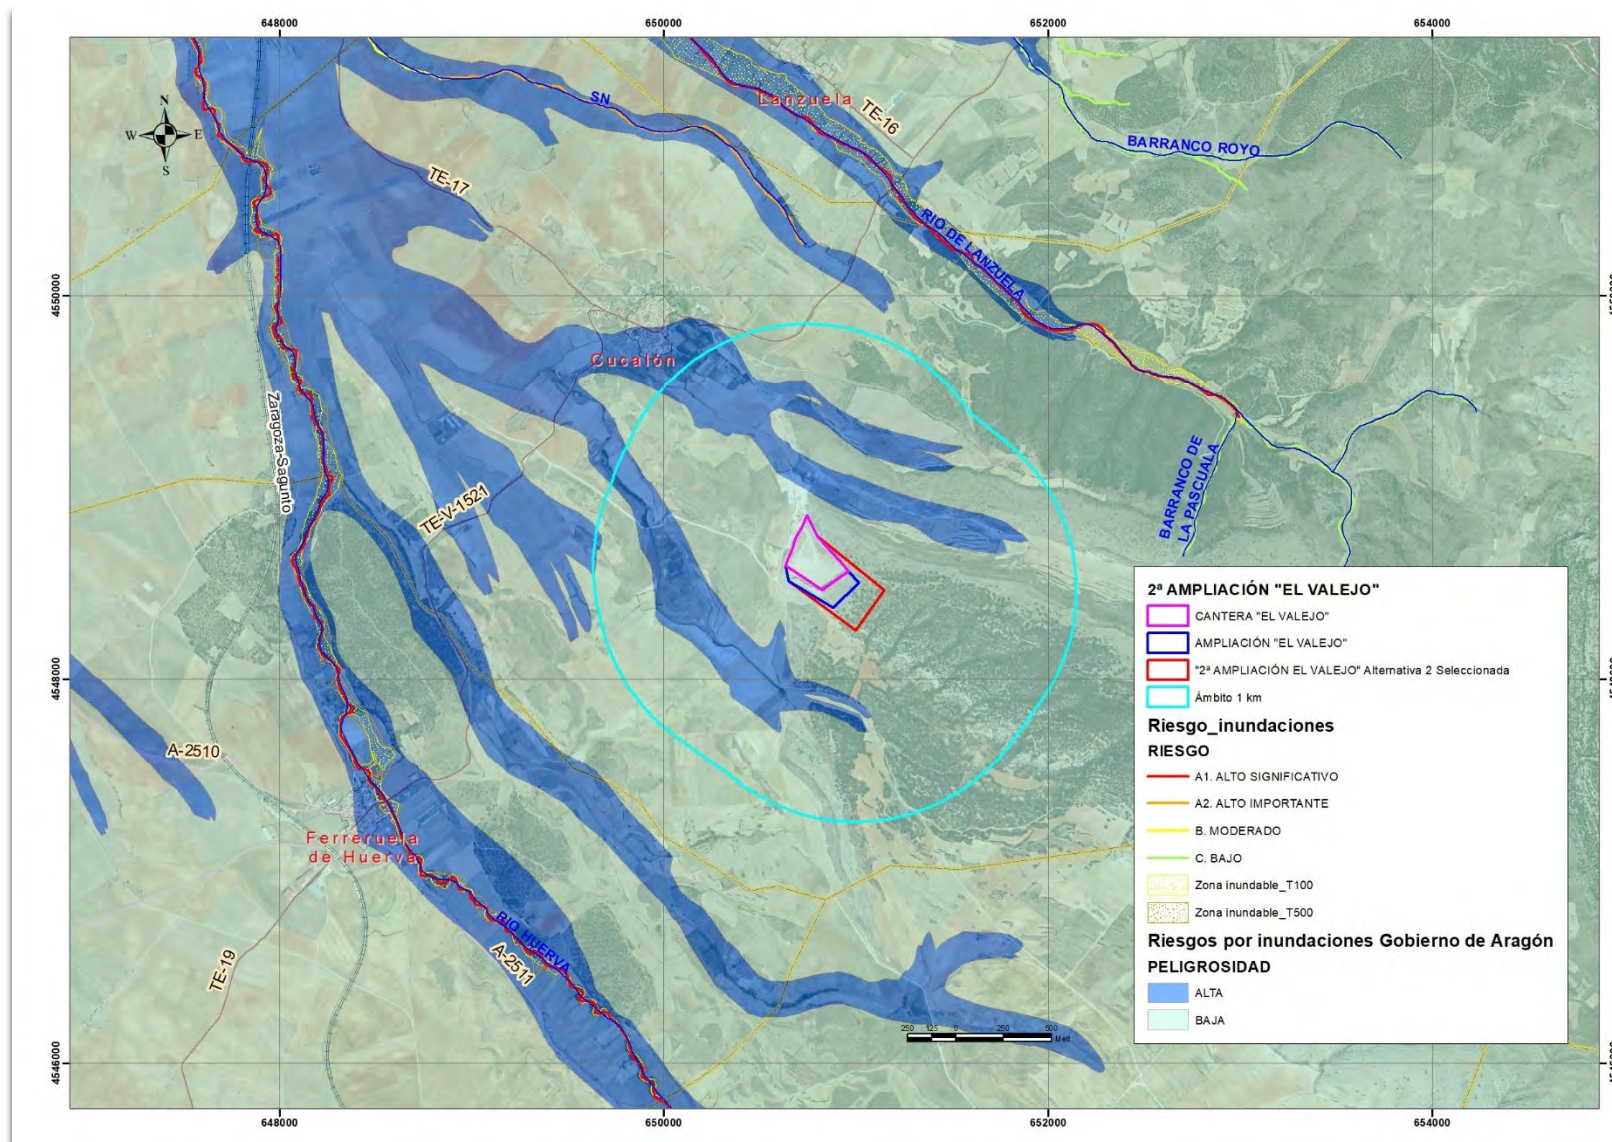 648000
650000
652000
654000
N
W
E
S
SN
Lanzuela
TE-16
BARRANCO ROYO
TE-17
RIO DE LANZUELA
4550000
Cucalón
Zaragoza-Sagunto
TE-V-1521
BARRANCO DE
LA PASCUALA
2ª AMPLIACIÓN "EL VALEJO"
CANTERA "EL VALEJO"
AMPLIACIÓN "EL VALEJO"
"2ª AMPLIACIÓN EL VALEJO" Alternativa 2 Seleccionada
Ámbito 1 km
Riesgo_inundaciones
RIESGO
A1. ALTO SIGNIFICATIVO
A2. ALTO IMPORTANTE
B. MODERADO
C. BAJO
Zona inundable_T100
Zona inundable_T500
Riesgos por inundaciones Gobierno de Aragón
PELIGROSIDAD
ALTA
BAJA
4548000
A-2510
Ferreruela
de Huerva
RIO HUERVA
A-2511
TE-19
250 125 0 250 500
4546000
648000
650000
652000
654000